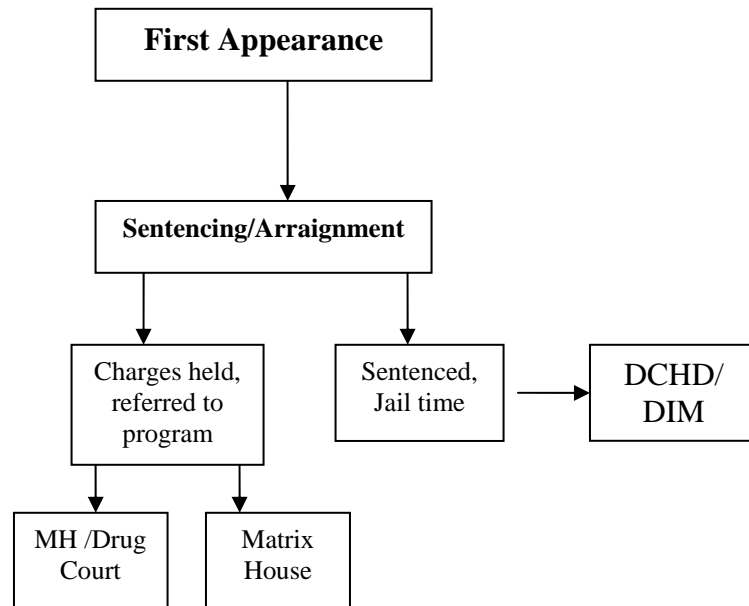 First Appearance
Sentencing/Arraignment
Charges held,
referred to
program
Sentenced,
Jail time
DCHD/
DIM
MH /Drug
Court
Matrix
House